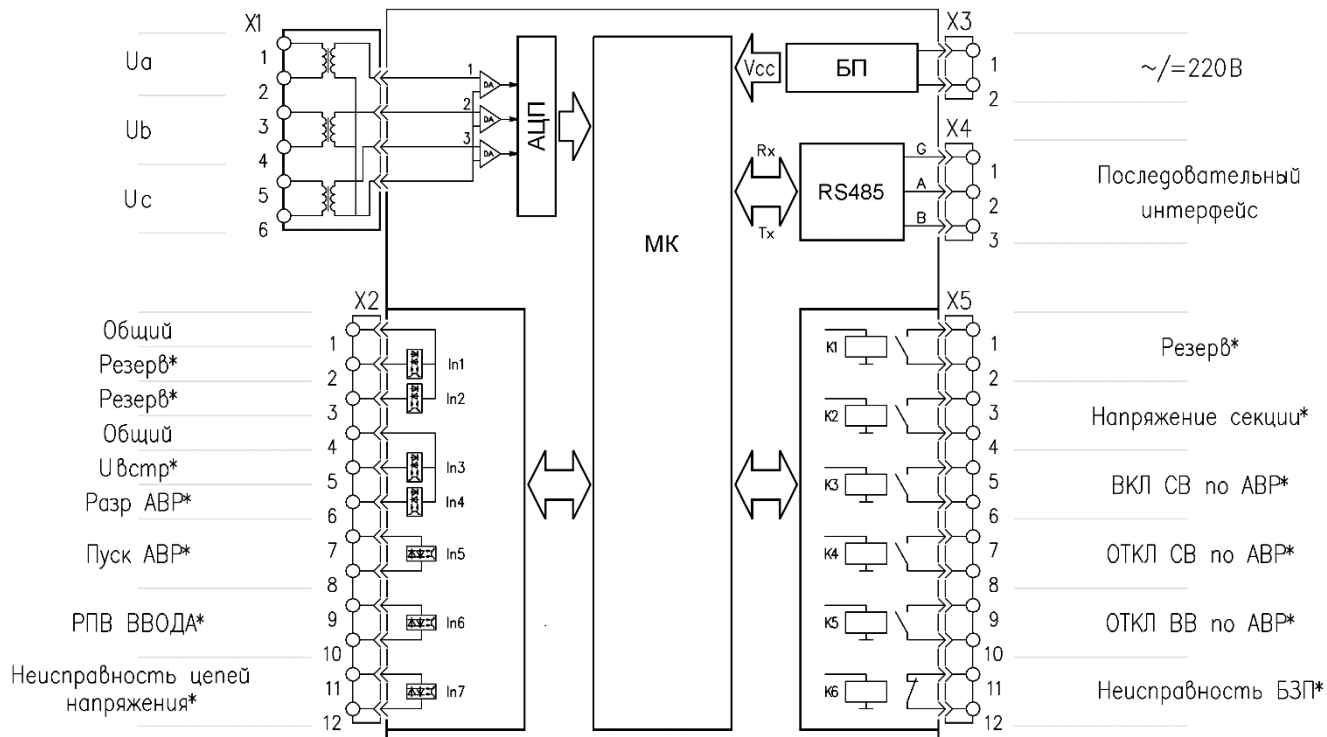 X1
Ua
1
2
Ub
3
4
Uc
5
6
1
2
3
DA
DA
DA
АЦП
МК
Vcc
БП
X3
1
2
~/=220В
Rx
Tx
RS485
G
A
B
X4
1
2
3
Последовательный
интерфейс
X2
Общий
1
Резерв*
2
Резерв*
3
Общий
4
Uвстр*
5
Разр АВР*
6
Пуск АВР*
7
8
РПВ ВВОДА*
9
10
Неисправность цепей
напряжения*
11
12
In1
In2
In3
In4
In5
In6
In7
X5
K1
1
2
Резерв*
K2
3
4
Напряжение секции*
K3
5
6
ВКЛ СВ по АВР*
K4
7
8
ОТКЛ СВ по АВР*
K5
9
10
ОТКЛ ВВ по АВР*
K6
11
12
Неисправность БЗП*